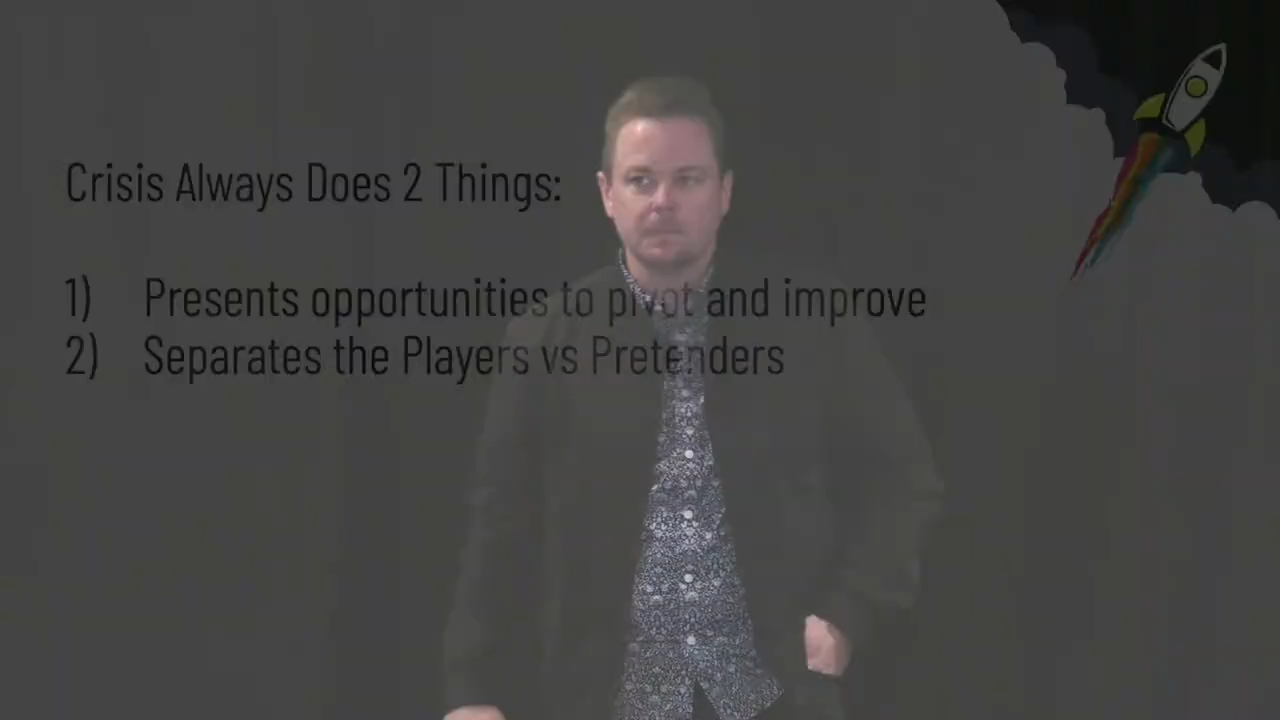 Crisis Always Does 2 Things:
1) Presents opportunities to pivot and improve
2) Separates the Players vs Pretenders